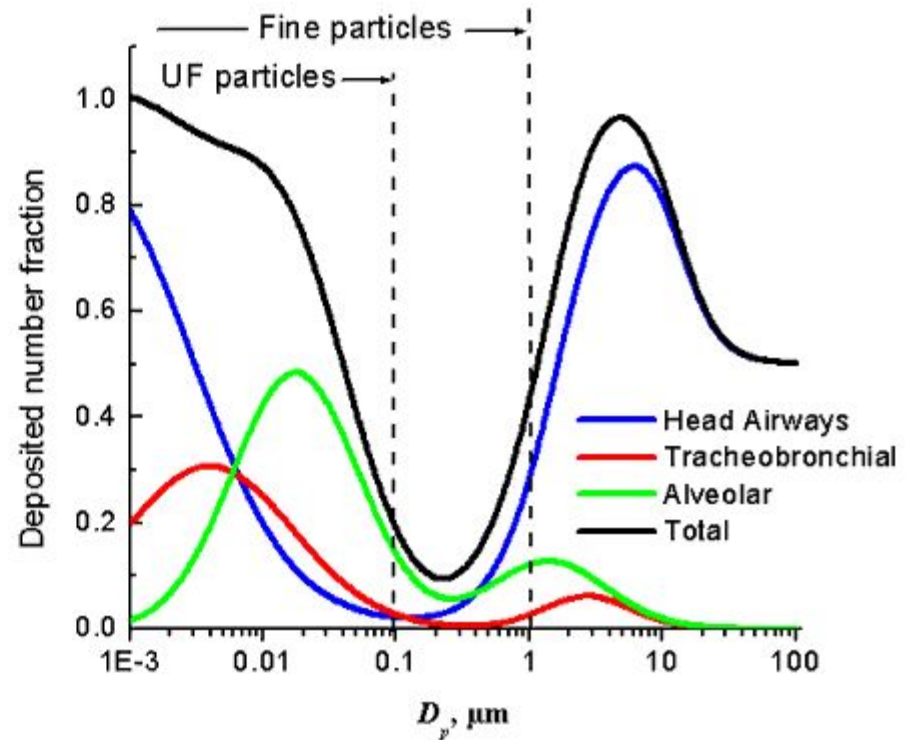 Fine particles
UF particles
Deposited number fraction
1.0
0.8
0.6
0.4
0.2
0.0
Head Airways
Tracheobronchial
Alveolar
Total
1E-3 0.01 0.1 1 10 100
Dp, μm